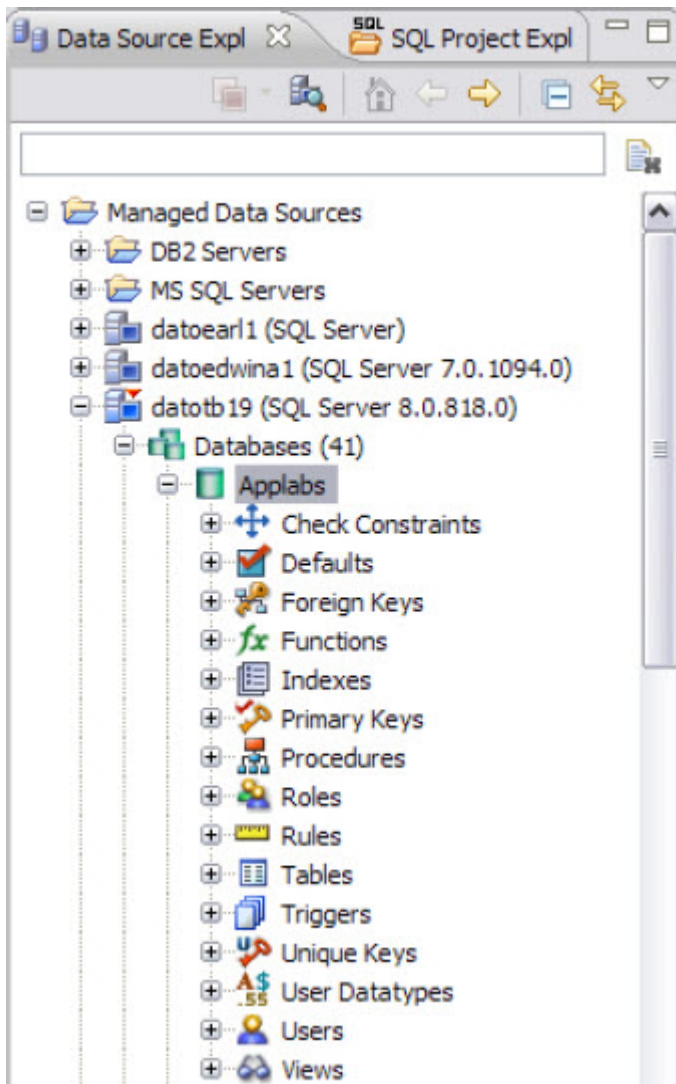 Data Source Expl
SQL
SQL Project Expl
Managed Data Sources
DB2 Servers
MS SQL Servers
datoearl1 (SQL Server)
datoedwina1 (SQL Server 7.0.1094.0)
datotb19 (SQL Server 8.0.818.0)
Databases (41)
Applabs
Check Constraints
Defaults
Foreign Keys
fx Functions
Indexes
Primary Keys
Procedures
Roles
Rules
Tables
Triggers
U Unique Keys
A$ .55 User Datatypes
Users
Views